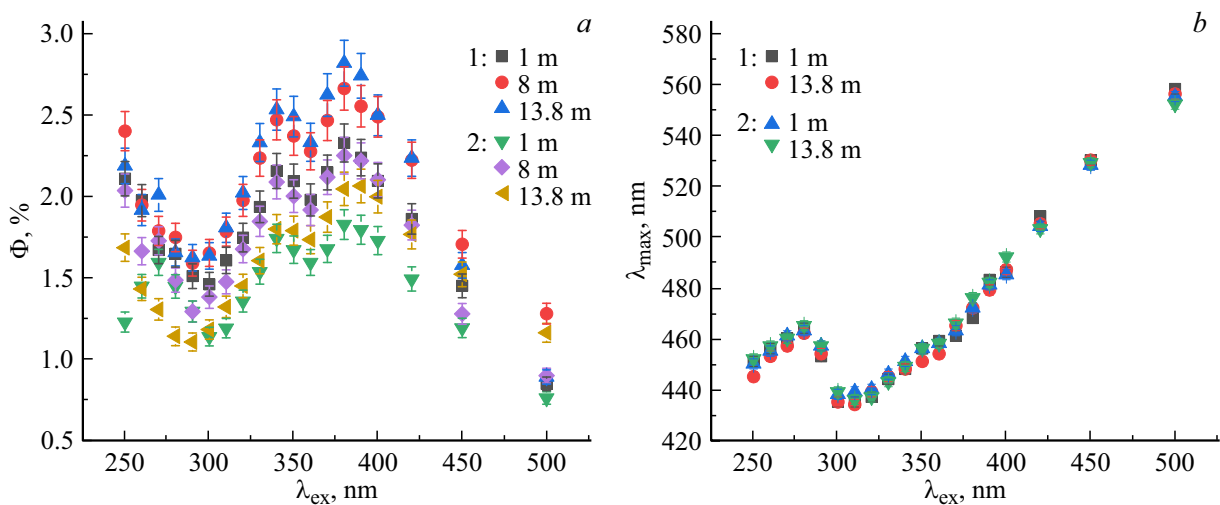 a
3.0
2.5
2.0
1.5
1.0
0.5
Φ, %
1: 1 m
8 m
13.8 m
2: 1 m
8 m
13.8 m
250 300 350 400 450 500
λex, nm
b
580
560
540
520
500
480
460
440
420
λmax, nm
1: 1 m
13.8 m
2: 1 m
13.8 m
250 300 350 400 450 500
λex, nm